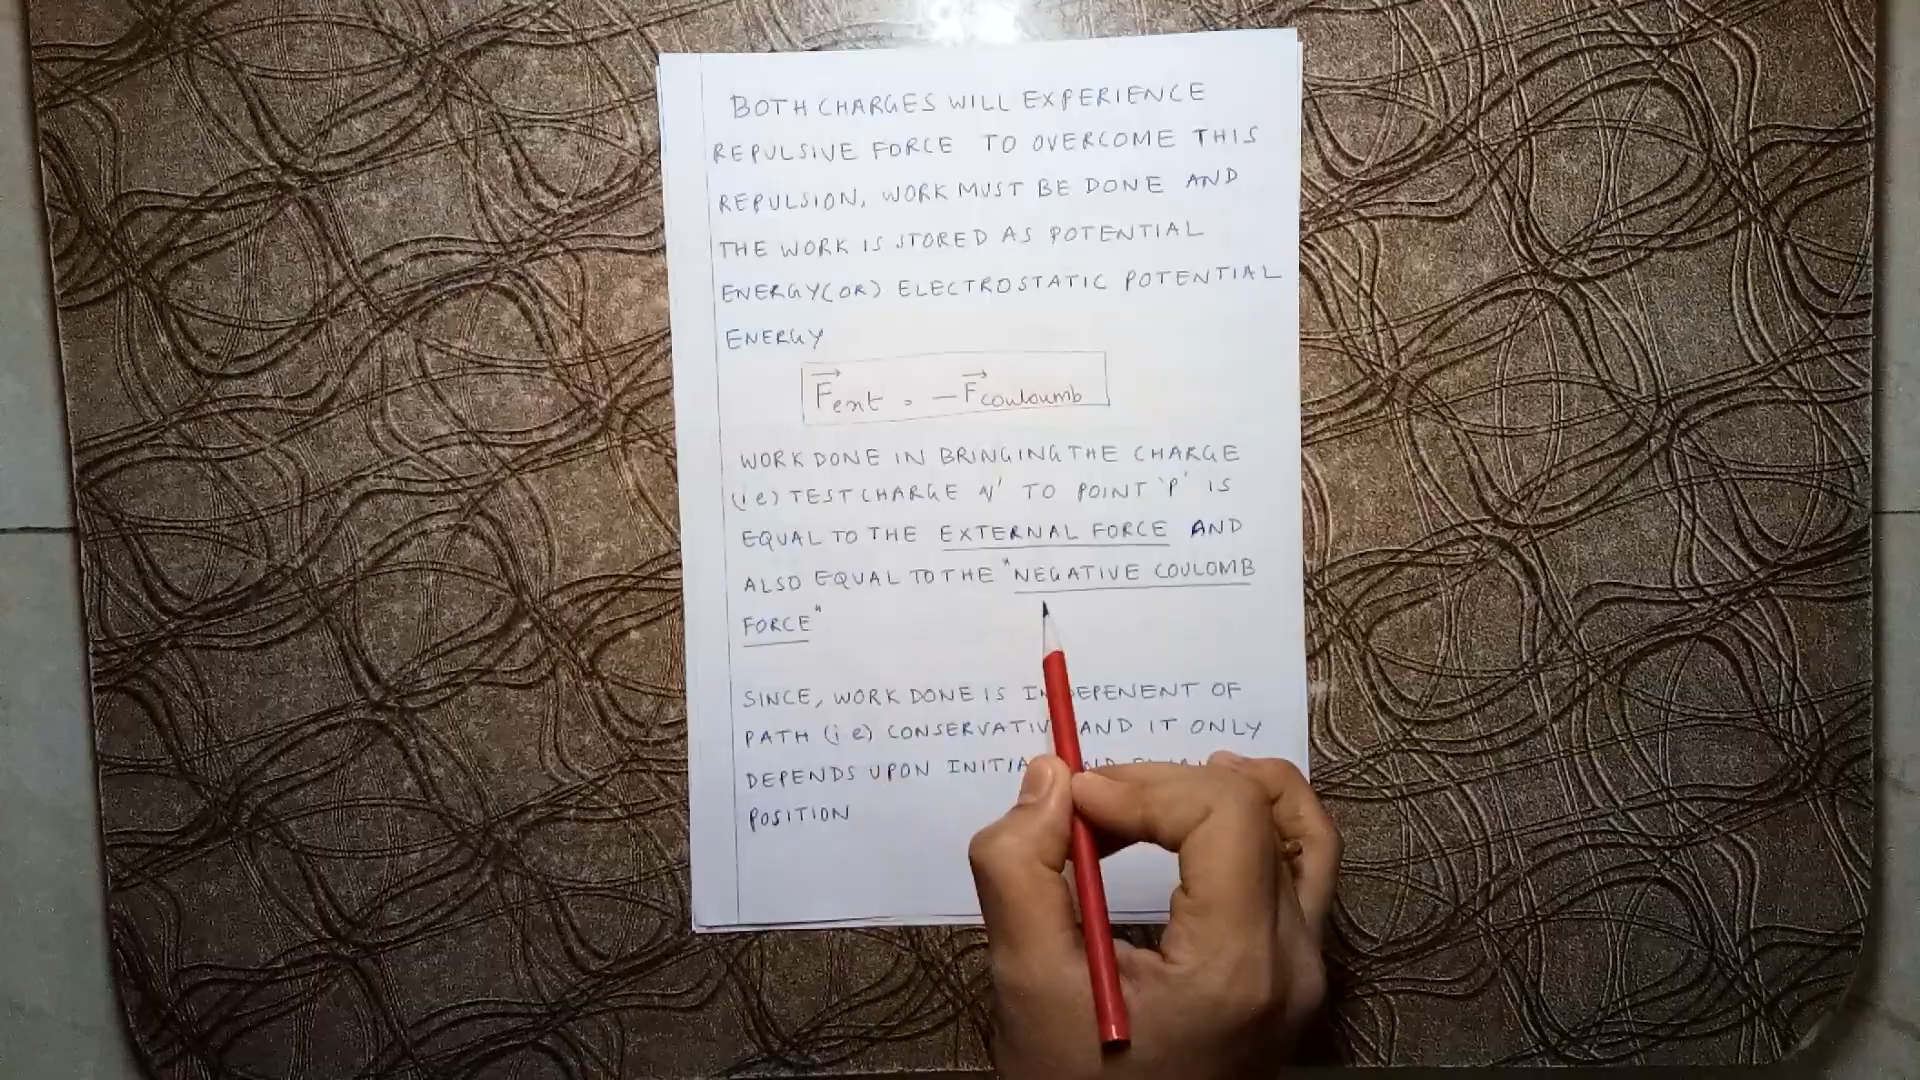 BOTH CHARGES WILL EXPERIENCE
REPULSIVE FORCE TO OVERCOME THIS
REPULSION, WORK MUST BE DONE AND
THE WORK IS STORED AS POTENTIAL
ENERGY (OR) ELECTROSTATIC POTENTIAL
ENERGY
F⃗ext = -F⃗couloumb
WORK DONE IN BRINGING THE CHARGE
(i e) TEST CHARGE TO POINT 'P' IS
EQUAL TO THE EXTERNAL FORCE AND
ALSO EQUAL TO THE "NEGATIVE COULOMB
FORCE"
SINCE, WORK DONE IS INDEPENENT OF
PATH (i e) CONSERVATIV AND IT ONLY
DEPENDS UPON
POSITION